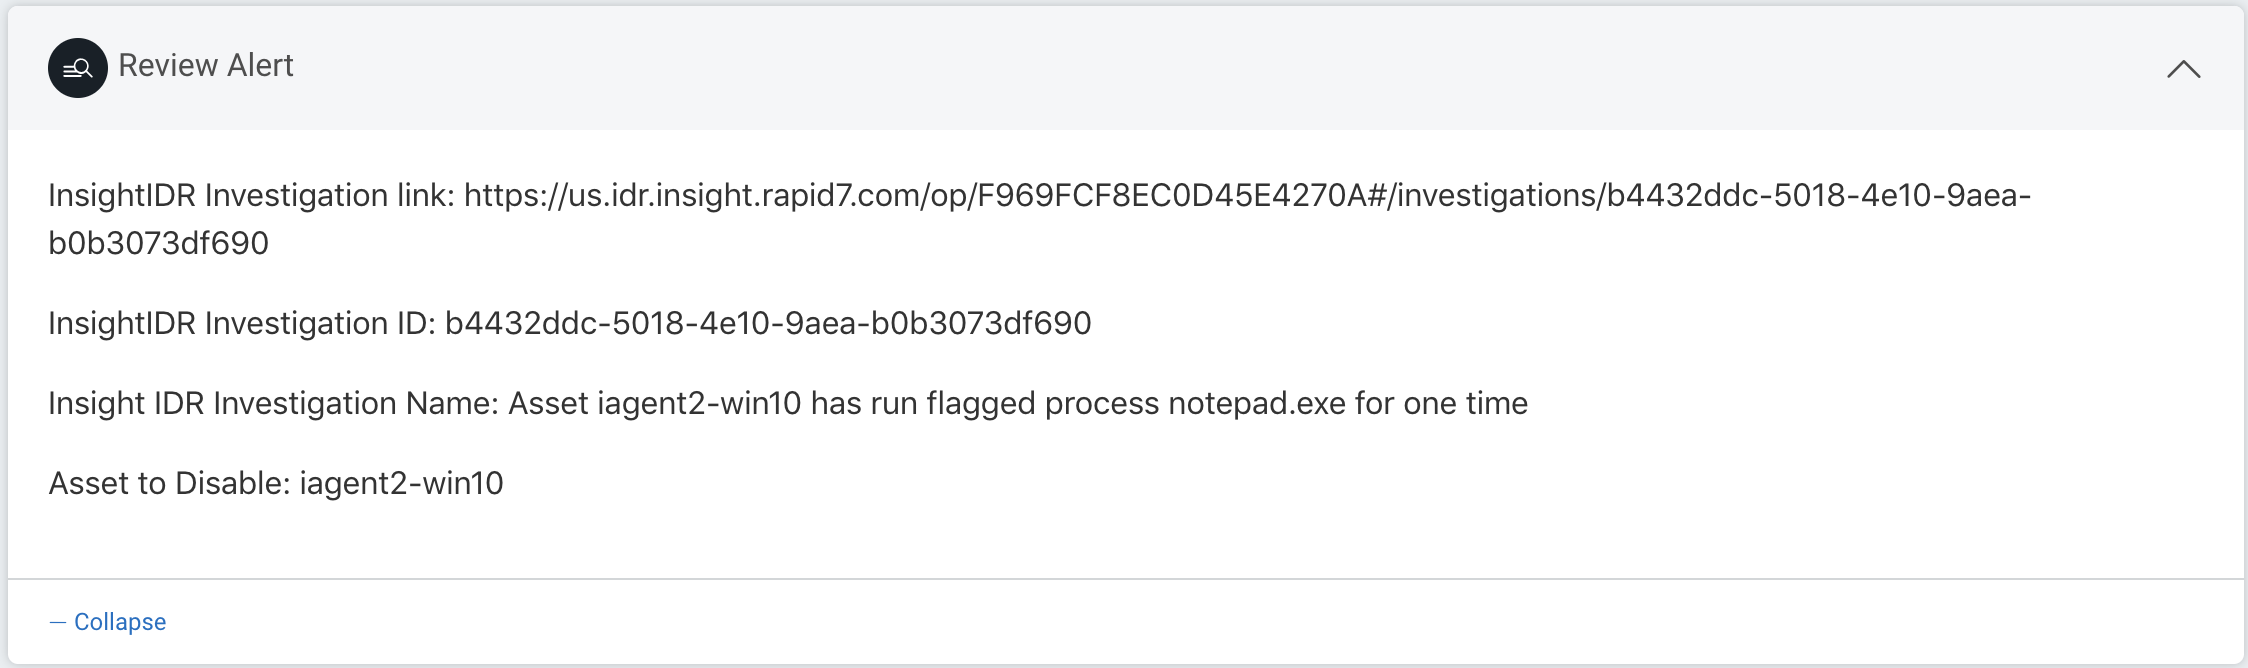 Review Alert
InsightIDR Investigation link: https://us.idr.insight.rapid7.com/op/F969FCF8EC0D45E4270A#/investigations/b4432ddc-5018-4e10-9aea-
b0b3073df690
InsightIDR Investigation ID: b4432ddc-5018-4e10-9aea-b0b3073df690
Insight IDR Investigation Name: Asset iagent2-win10 has run flagged process notepad.exe for one time
Asset to Disable: iagent2-win10
— Collapse